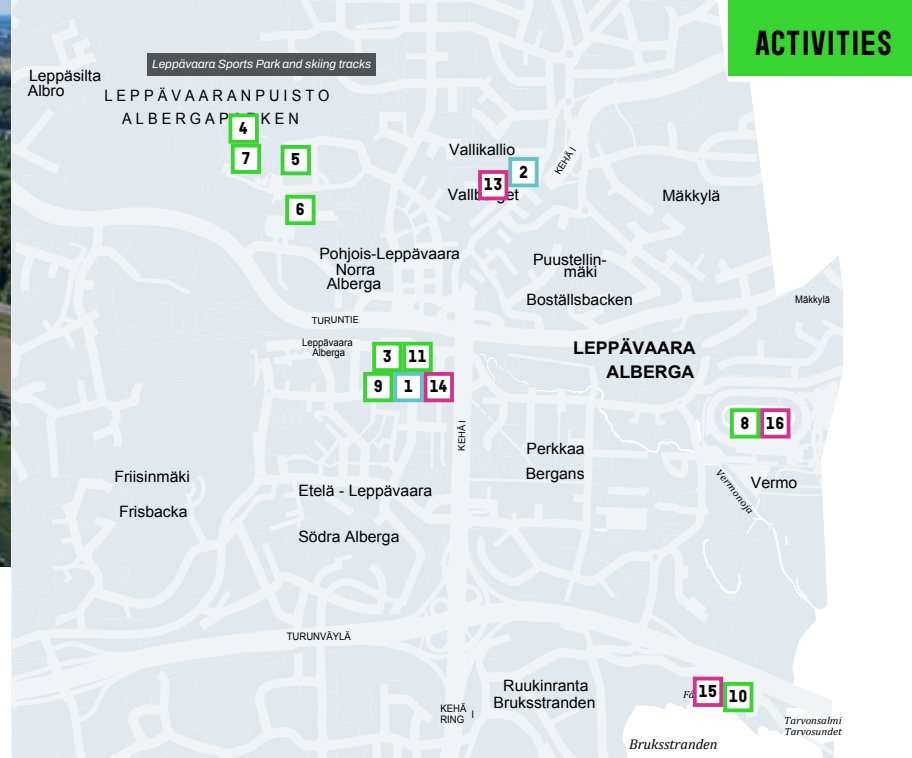 ACTIVITIES
Leppävaara Sports Park and skiing tracks
Leppäsilta
Albro
LEPPÄVAARANPUISTO
4
7
5
6
Vallikallio
2
13
KEHÄ I
Mäkkylä
Pohjois-Leppävaara
Norra
Alberga
Puustellin-
mäki
Boställsbacken
Mäkkylä
TURUNTIE
Leppävaara
Alberga
3
11
9
1
14
LEPPÄVAARA
ALBERGA
KEHÄ I
8
16
Perkkaa
Bergans
Vermonoja
Vermo
Friisinmäki
Frisbacka
Etelä - Leppävaara
Södra Alberga
TURUNVÄYLÄ
Ruukinranta
Bruksstranden
15
10
KEHÄ I
RING
Tarvonsalmi
Tarvosundet
Bruksstranden